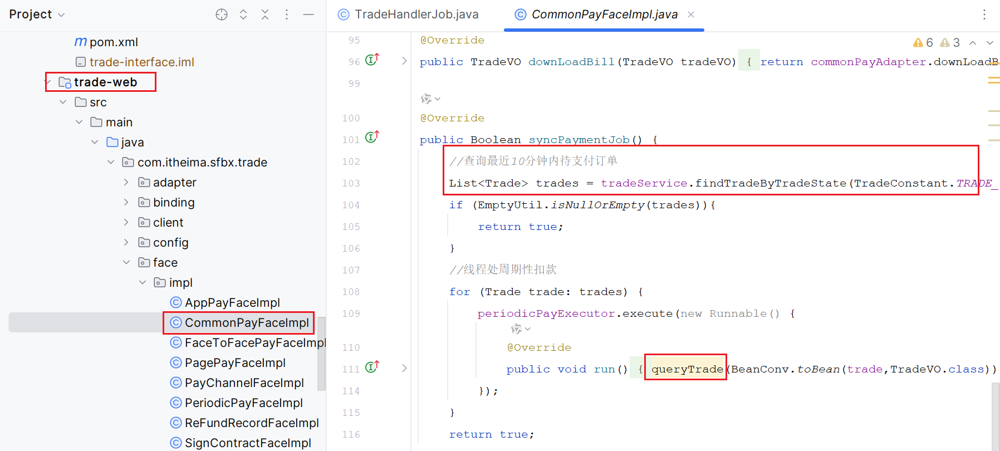 Project
pom.xml
trade-interface.iml
trade-web
src
main
java
com.itheima.sfbx.trade
adapter
binding
client
config
face
impl
AppPayFaceImpl
CommonPayFaceImpl
FaceToFacePayFaceImpl
PagePayFaceImpl
PayChannelFaceImpl
PeriodicPayFaceImpl
ReFundRecordFaceImpl
SignContractFaceImpl
TradeHandlerJob.java
CommonPayFaceImpl.java
6 3
95 @Override
96 public TradeVO downLoadBill(TradeVO tradeVO) { return commonPayAdapter.downLoadB
99
100 @Override
101 public Boolean syncPaymentJob() {
102 //查询最近10分钟内待支付订单
103 List<Trade> trades = tradeService.findTradeByTradeState(TradeConstant.TRADE_
104 if (EmptyUtil.isNullOrEmpty(trades)){
105 return true;
106 }
107 //线程处周期性扣款
108 for (Trade trade: trades) {
109 periodicPayExecutor.execute(new Runnable() {
110 @Override
111 public void run() { queryTrade(BeanConv.toBean(trade,TradeVO.class))
114 });
115 }
116 return true;